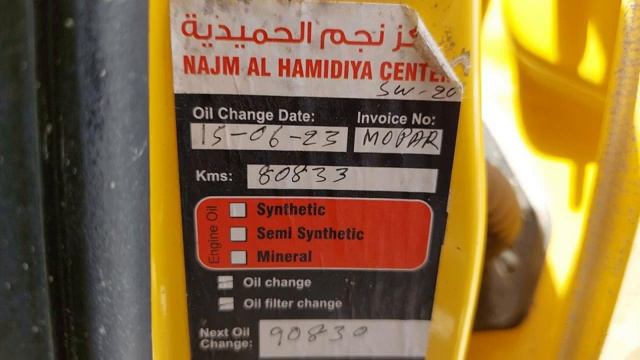 كز نجم الحميدية
NAJM AL HAMIDIYA CENTE
5W-20
Oil Change Date: Invoice No:
15-06-23 MOPAR
Kms: 80833
Engine Oil
Synthetic
Semi Synthetic
Mineral
Oil change
Oil filter change
Next Oil
Change: 90830